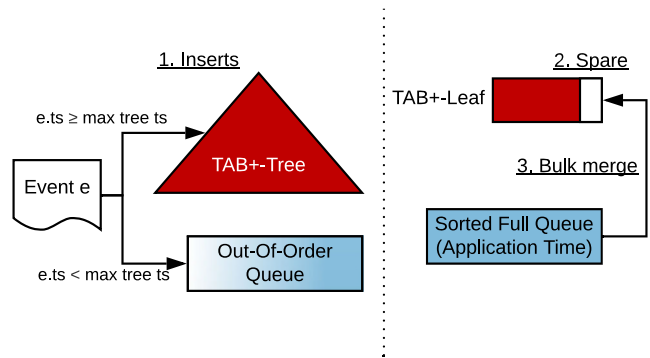 1. Inserts
e.ts ≥ max tree ts
TAB+-Tree
Event e
Out-Of-Order
Queue
e.ts < max tree ts
2. Spare
TAB+-Leaf
3. Bulk merge
Sorted Full Queue
(Application Time)